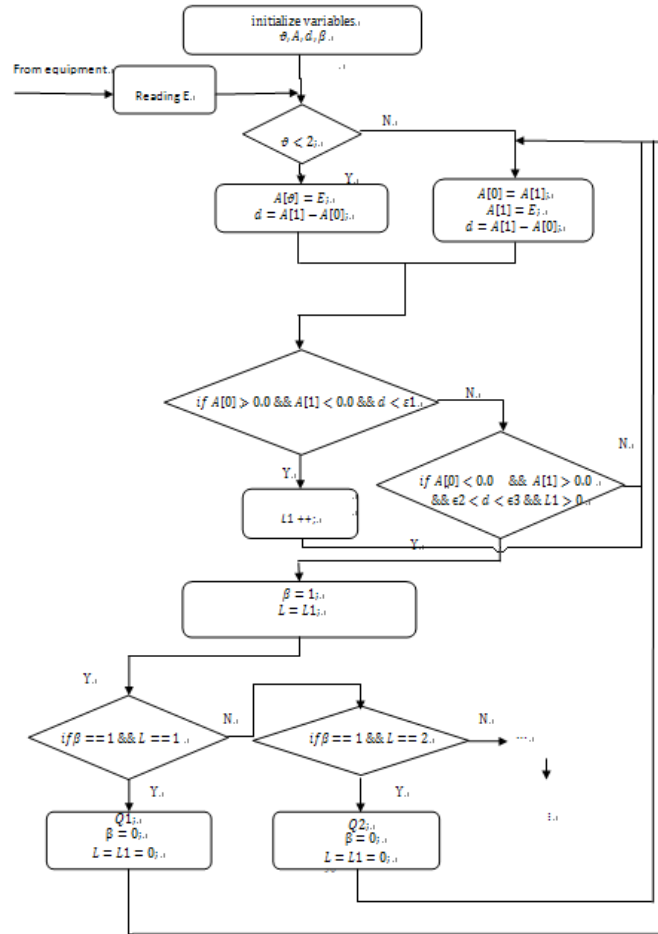 initialize variables.
ϑ, A, d, β.
From equipment.
Reading E.
ϑ < 2;.
N.
Y.
A[ϑ] = E;.
d = A[1] − A[0];.
A[0] = A[1];.
A[1] = E;.
d = A[1] − A[0];.
if A[0] ⩾ 0.0 && A[1] < 0.0 && d < ε1.
N.
Y.
L1 ++;.
if A[0] < 0.0 && A[1] > 0.0
&& ϵ2 < d < ϵ3 && L1 > 0.
N.
Y.
β = 1;.
L = L1;.
Y.
if β == 1 && L == 1 .
N.
if β == 1 && L == 2.
N.
....
Y.
Y.
Q1;.
β = 0;.
L = L1 = 0;.
Q2;.
β = 0;.
L = L1 = 0;.